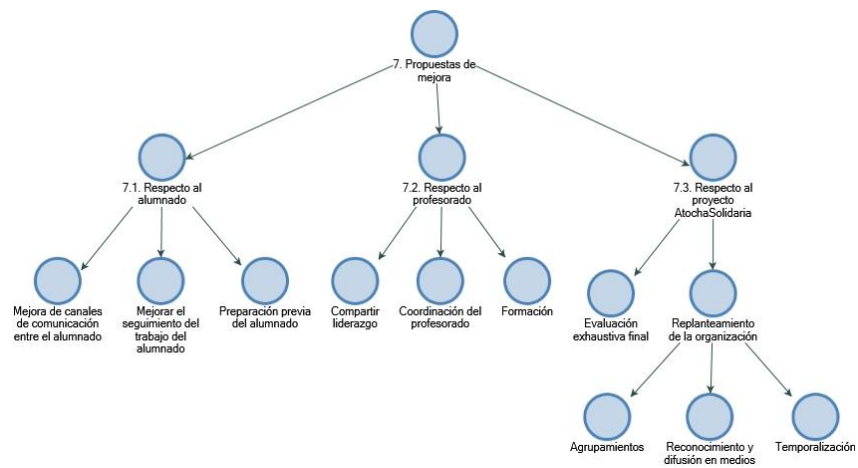 7. Propuestas de
mejora
7.1. Respecto al
alumnado
7.2. Respecto al
profesorado
7.3. Respecto al
proyecto
AtochaSolidaria
Mejora de canales
de comunicación
entre el alumnado
Mejorar el
seguimiento del
trabajo del
alumnado
Preparación previa
del alumnado
Compartir
liderazgo
Coordinación del
profesorado
Formación
Evaluación
exhaustiva final
Replanteamiento
de la organización
Agrupamientos
Reconocimiento y
difusión en medios
Temporalización